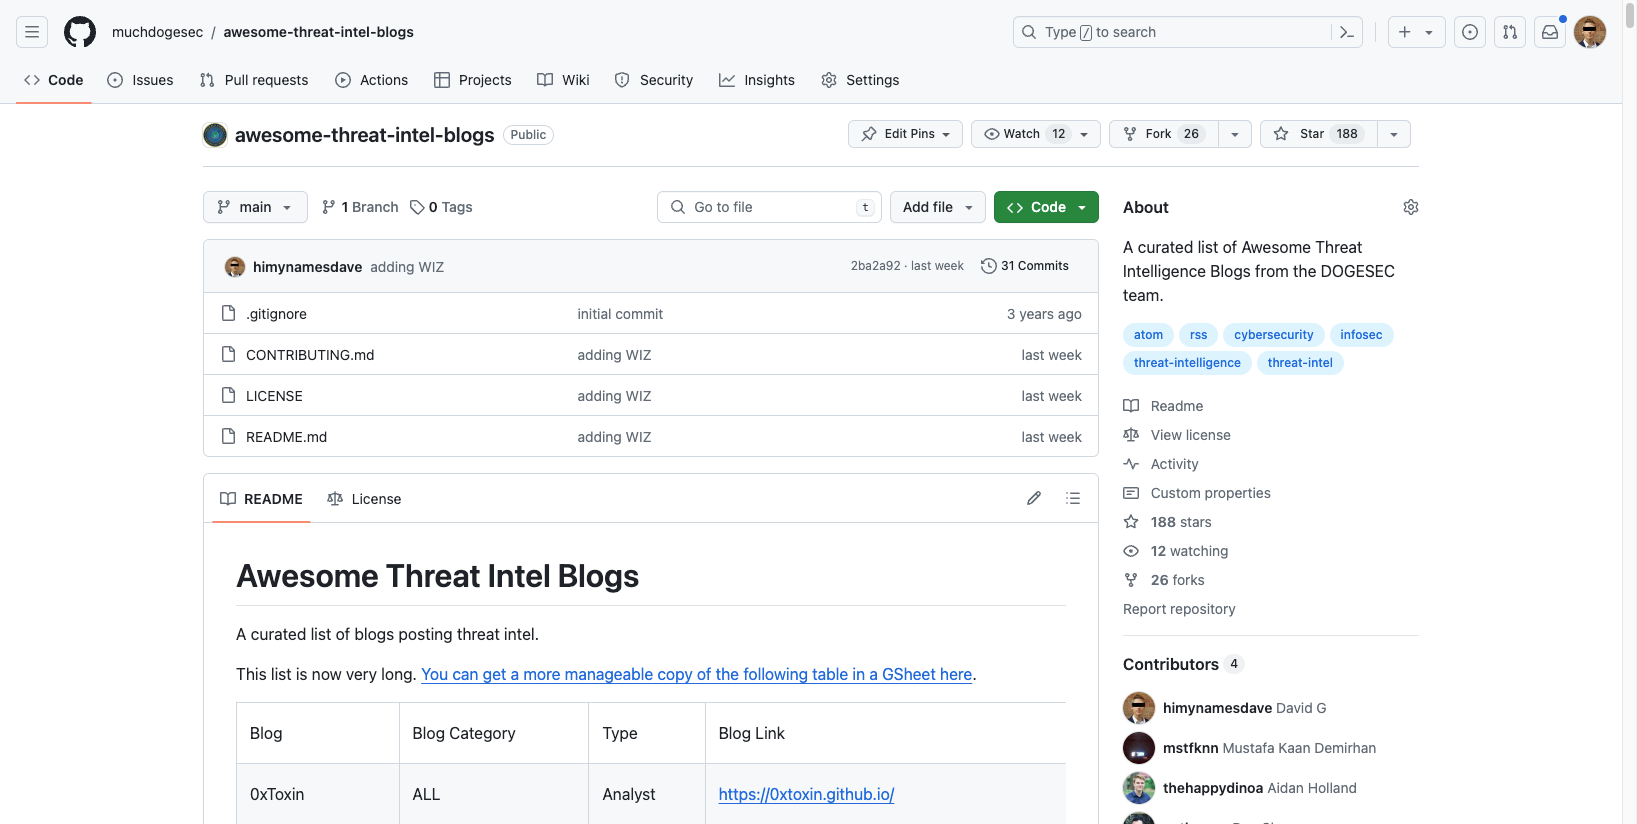 muchdogesec / awesome-threat-intel-blogs
Type / to search
Code Issues Pull requests Actions Projects Wiki Security Insights Settings
awesome-threat-intel-blogs Public
Edit Pins Watch 12 Fork 26 Star 188
main 1 Branch 0 Tags Go to file t Add file Code
himynamesdave adding WIZ 2ba2a92 · last week 31 Commits
.gitignore initial commit 3 years ago
CONTRIBUTING.md adding WIZ last week
LICENSE adding WIZ last week
README.md adding WIZ last week
README License
Awesome Threat Intel Blogs
A curated list of blogs posting threat intel.
This list is now very long. You can get a more manageable copy of the following table in a GSheet here.
Blog Blog Category Type Blog Link
0xToxin ALL Analyst https://0xtoxin.github.io/
About
A curated list of Awesome Threat
Intelligence Blogs from the DOGESEC
team.
atom rss cybersecurity infosec
threat-intelligence threat-intel
Readme
View license
Activity
Custom properties
188 stars
12 watching
26 forks
Report repository
Contributors 4
himynamesdave David G
mstfknn Mustafa Kaan Demirhan
thehappydinoa Aidan Holland